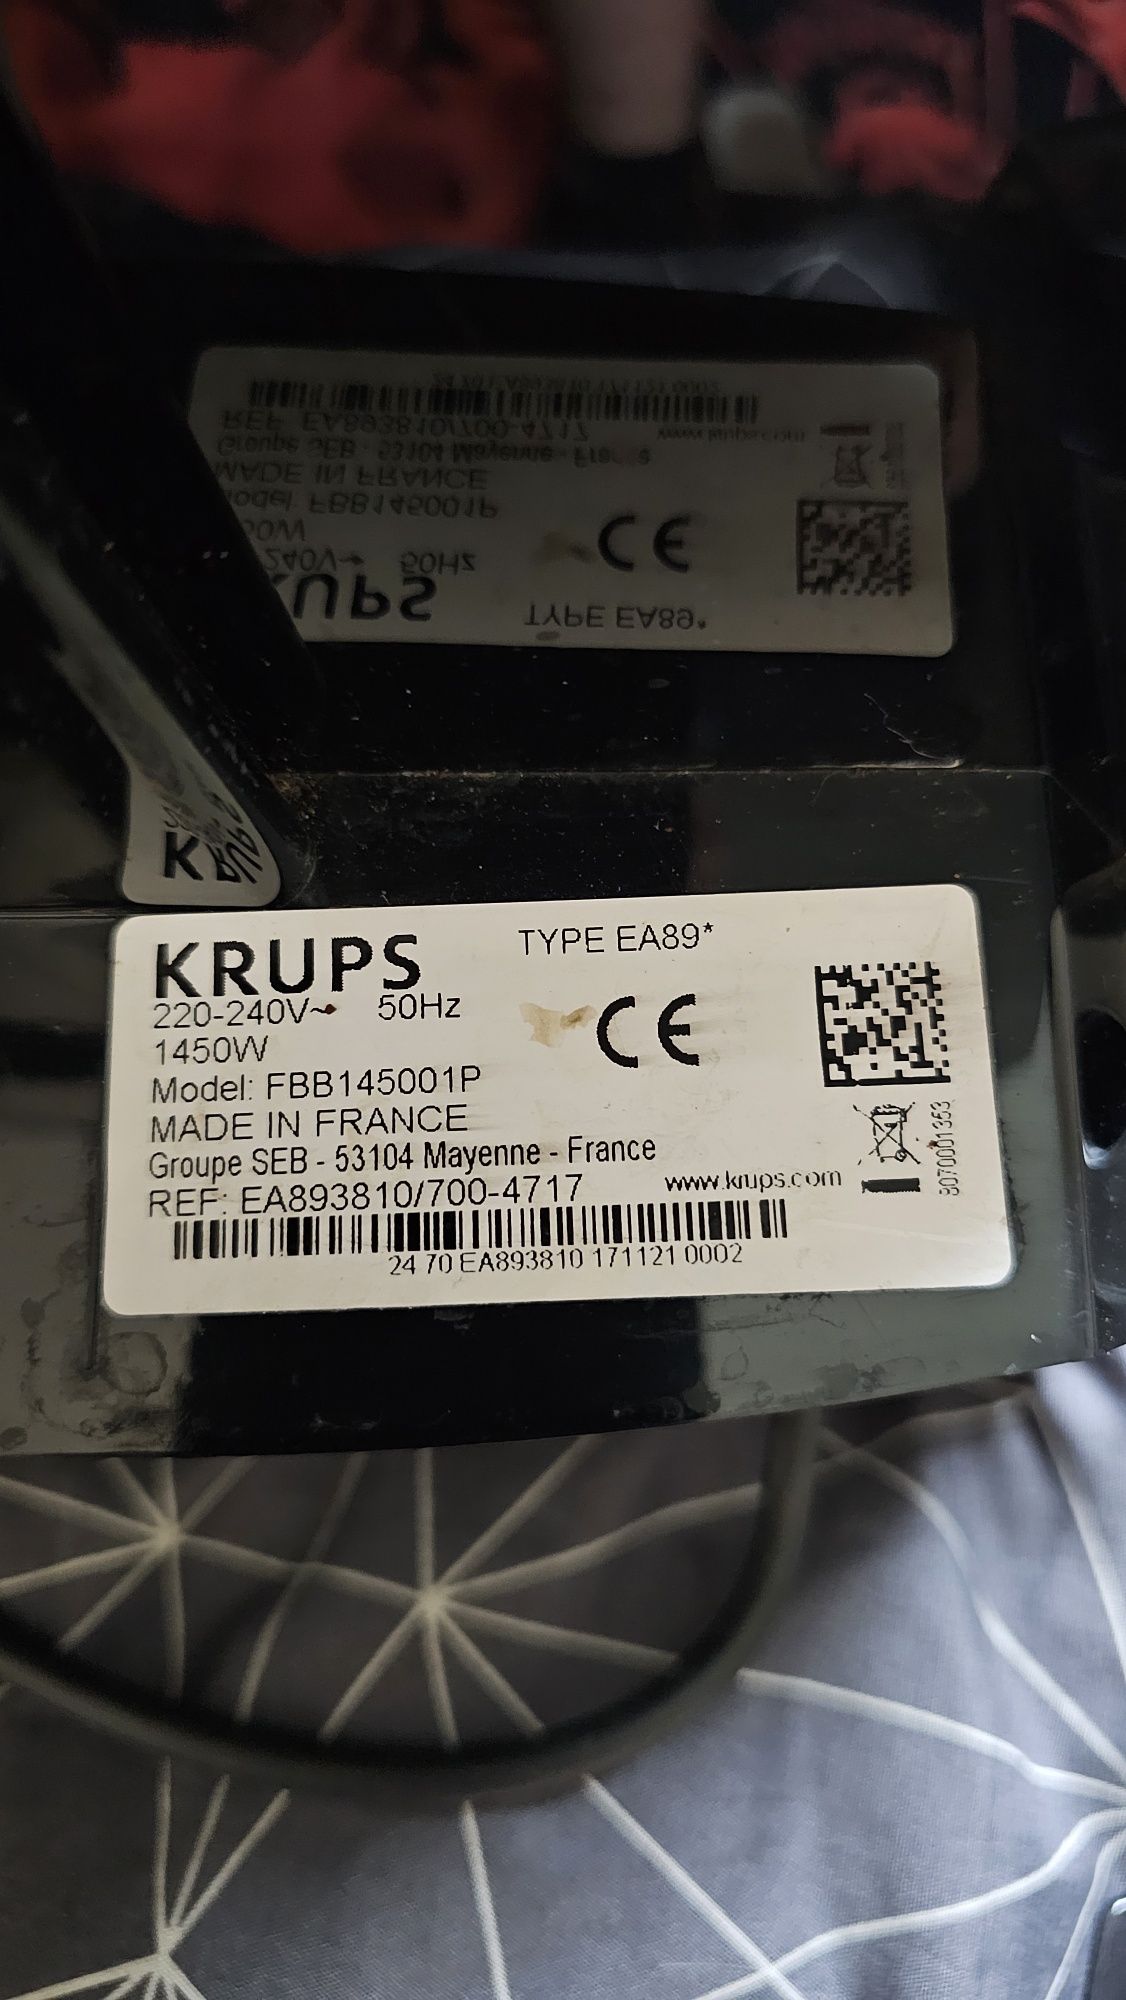 KRUPS TYPE EA89*
220-240V~ 50Hz
CE
1450W
Model: FBB145001P
MADE IN FRANCE
Groupe SEB - 53104 Mayenne - France
REF: EA893810/700-4717 www.krups.com
24 70 EA893810 171121 0002
8070001353